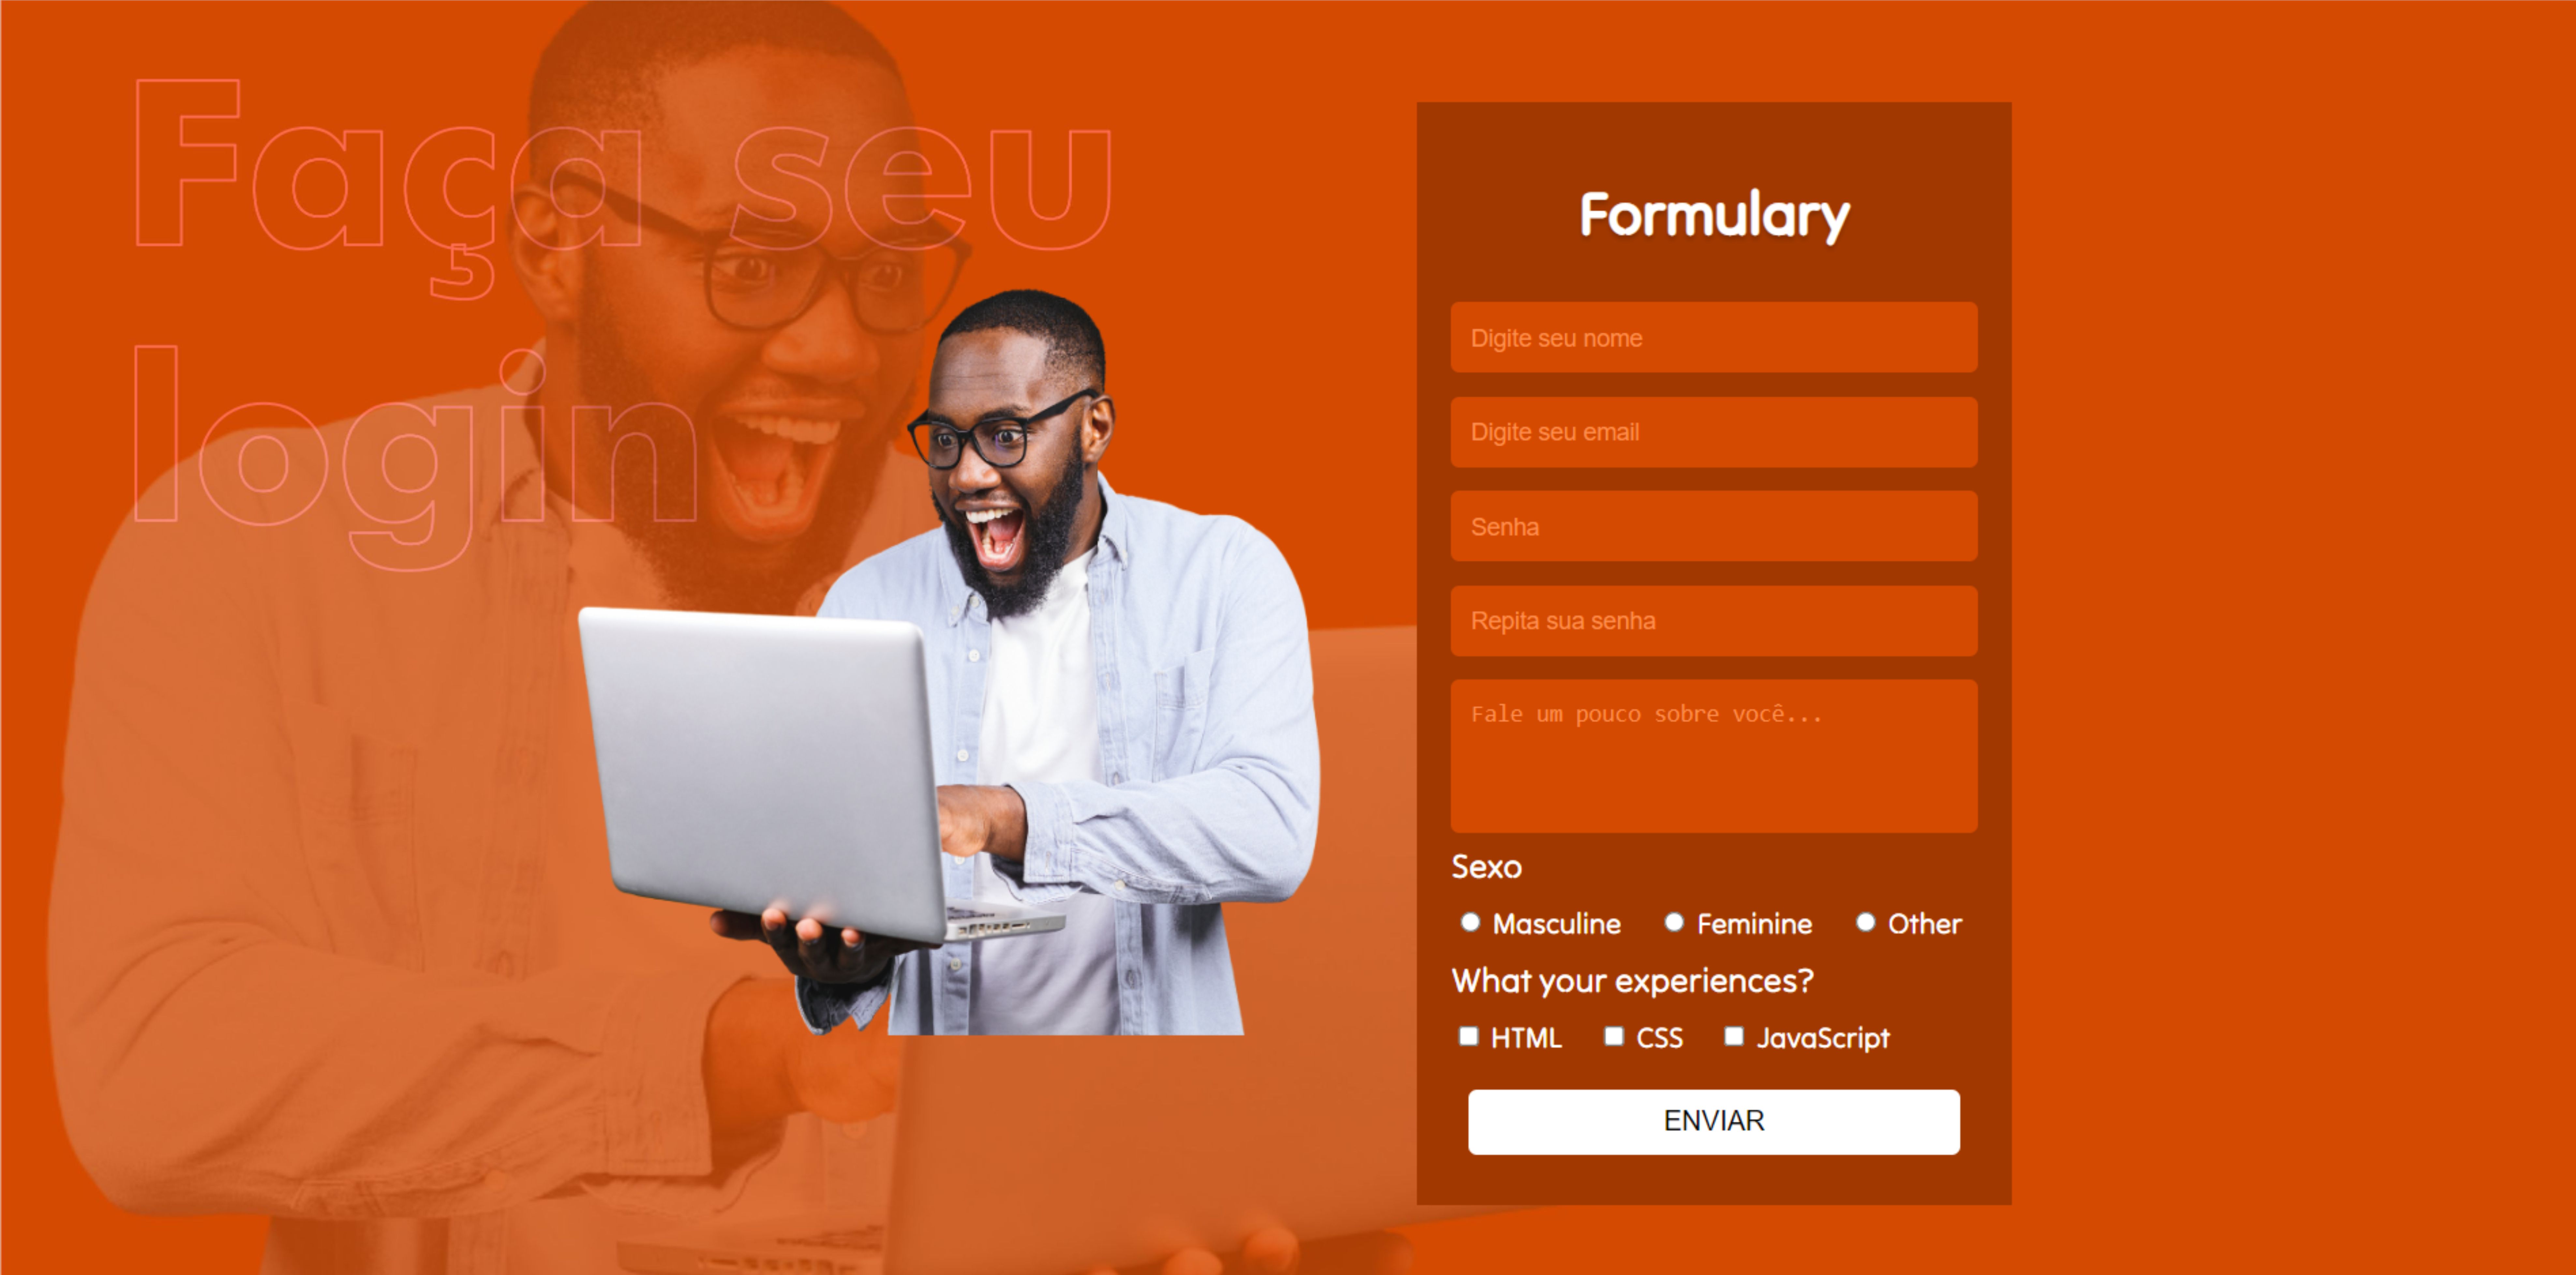 Faça seu
login
Formulary
Digite seu nome
Digite seu email
Senha
Repita sua senha
Fale um pouco sobre você...
Sexo
Masculine Feminine Other
What your experiences?
HTML CSS JavaScript
ENVIAR